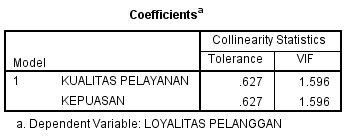 Coefficientsa
Collinearity Statistics
Model Tolerance VIF
1 KUALITAS PELAYANAN .627 1.596
KEPUASAN .627 1.596
a. Dependent Variable: LOYALITAS PELANGGAN